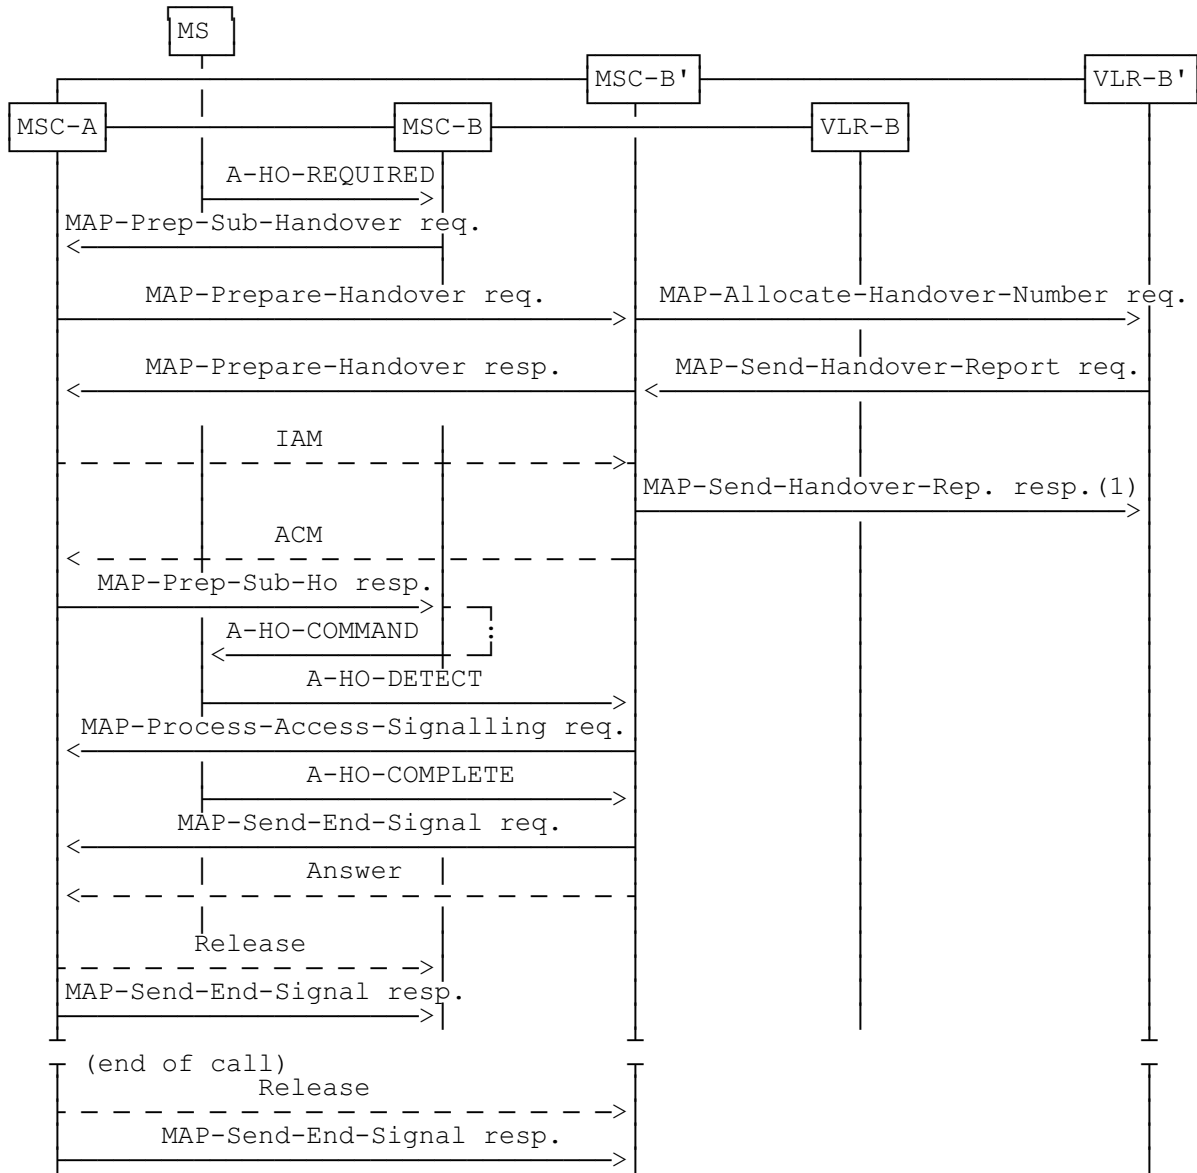 MS
MSC-B' VLR-B'
MSC-A MSC-B VLR-B
A-HO-REQUIRED
MAP-Prep-Sub-Handover req.
MAP-Prepare-Handover req. MAP-Allocate-Handover-Number req.
MAP-Prepare-Handover resp. MAP-Send-Handover-Report req.
IAM
MAP-Send-Handover-Rep. resp.(1)
ACM
MAP-Prep-Sub-Ho resp.
A-HO-COMMAND
A-HO-DETECT
MAP-Process-Access-Signalling req.
A-HO-COMPLETE
MAP-Send-End-Signal req.
Answer
Release
MAP-Send-End-Signal resp.
(end of call)
Release
MAP-Send-End-Signal resp.